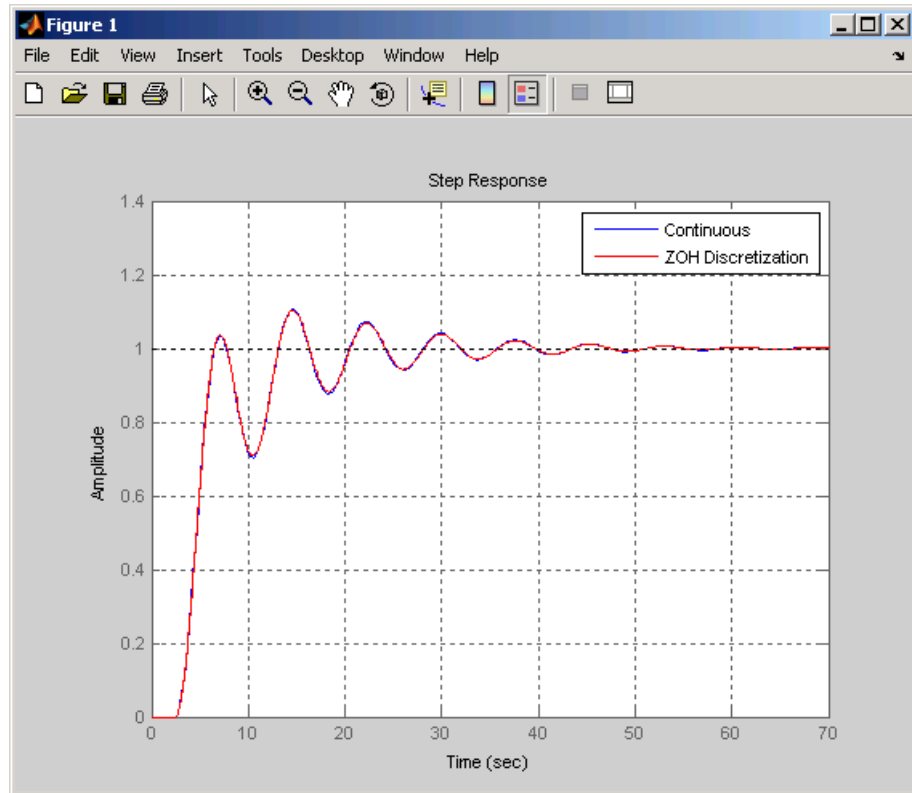 Figure 1
File Edit View Insert Tools Desktop Window Help
Step Response
Continuous
ZOH Discretization
Amplitude
1.4
1.2
1
0.8
0.6
0.4
0.2
0
0 10 20 30 40 50 60 70
Time (sec)